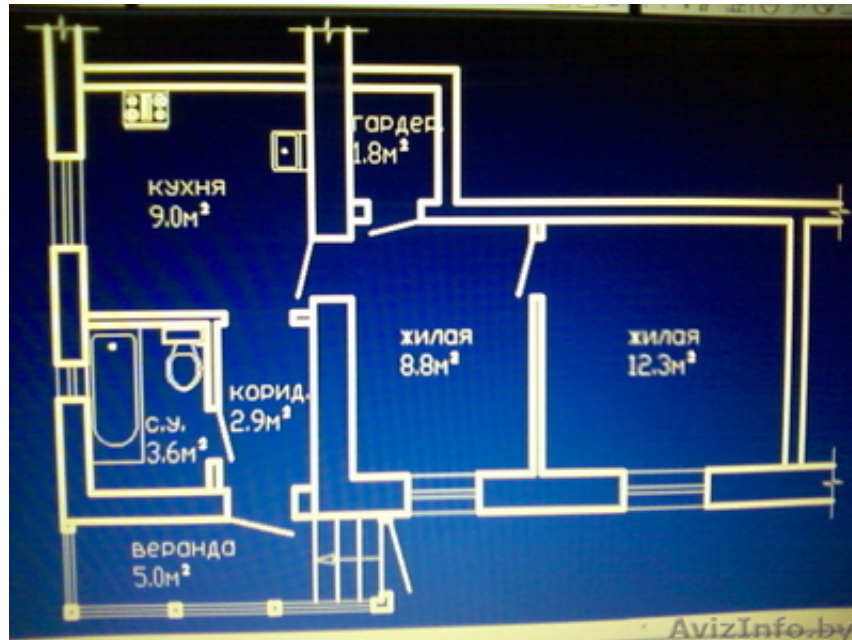 гардер.
1.8м²
кухня
9.0м²
жилая
8.8м²
жилая
12.3м²
корид.
2.9м²
с.у.
3.6м²
веранда
5.0м²
AvizInfo.by